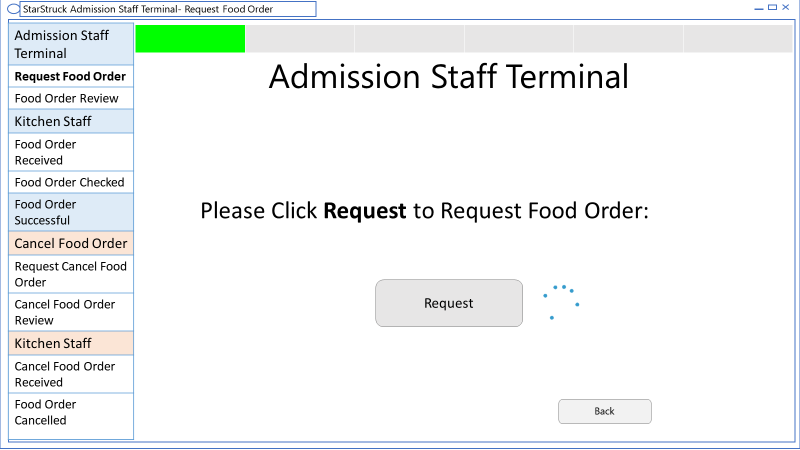 StarStruck Admission Staff Terminal- Request Food Order
Admission Staff
Terminal
Request Food Order
Food Order Review
Kitchen Staff
Food Order
Received
Food Order Checked
Food Order
Successful
Cancel Food Order
Request Cancel Food
Order
Cancel Food Order
Review
Kitchen Staff
Cancel Food Order
Received
Food Order
Cancelled
Admission Staff Terminal
Please Click Request to Request Food Order:
Request
Back